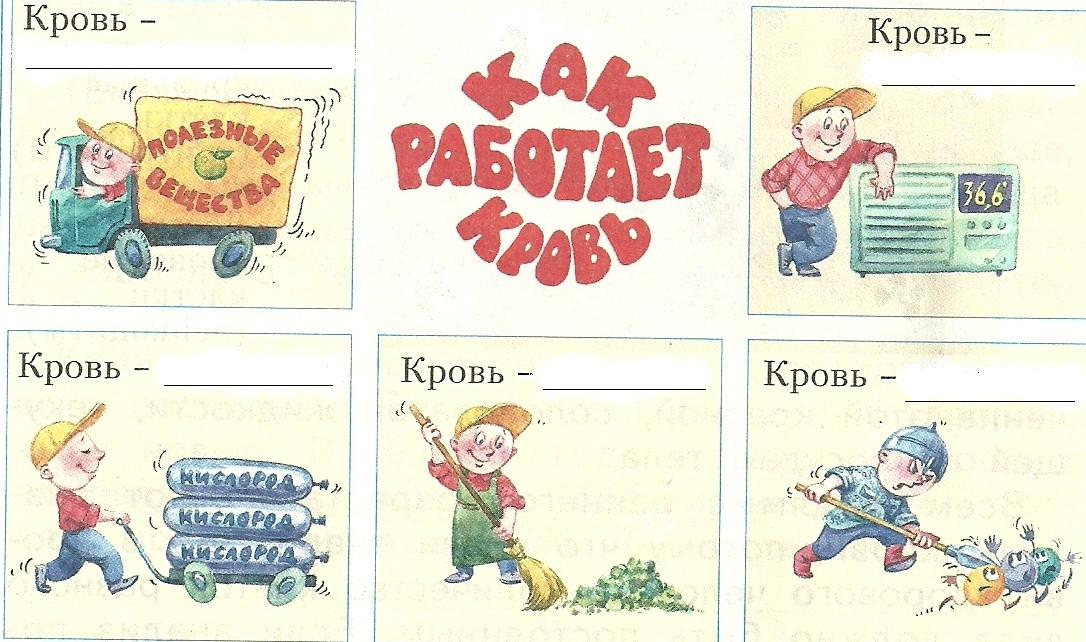 Кровь –
ПОЛЕЗНЫЕ
ВЕЩЕСТВА
КАК
РАБОТАЕТ
КРОВЬ
Кровь –
36,6°
Кровь –
КИСЛОРОД
КИСЛОРОД
КИСЛОРОД
Кровь –
Кровь –